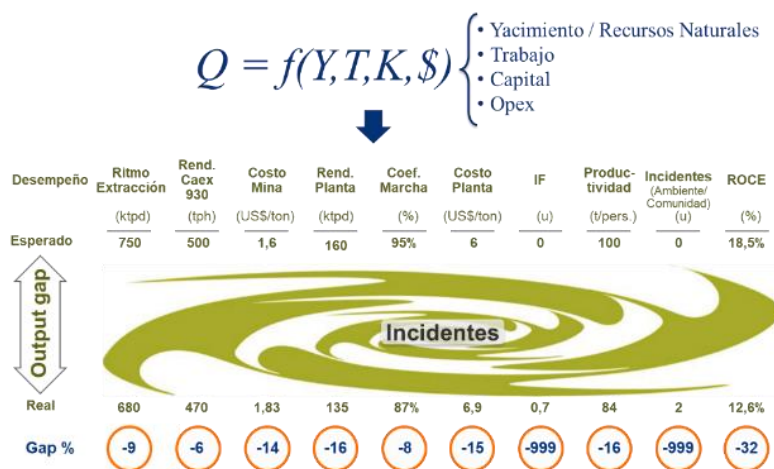 Q = f(Y,T,K,$)
• Yacimiento / Recursos Naturales
• Trabajo
• Capital
• Opex
Desempeño
Ritmo Extracción (ktpd)
Rend. Caex 930 (tph)
Costo Mina (US$/ton)
Rend. Planta (ktpd)
Coef. Marcha (%)
Costo Planta (US$/ton)
IF (u)
Produc-tividad (t/pers.)
Incidentes (Ambiente/Comunidad) (u)
ROCE (%)
Esperado 750 500 1,6 160 95% 6 0 100 0 18,5%
Output gap
Incidentes
Real 680 470 1,83 135 87% 6,9 0,7 84 2 12,6%
Gap % -9 -6 -14 -16 -8 -15 -999 -16 -999 -32